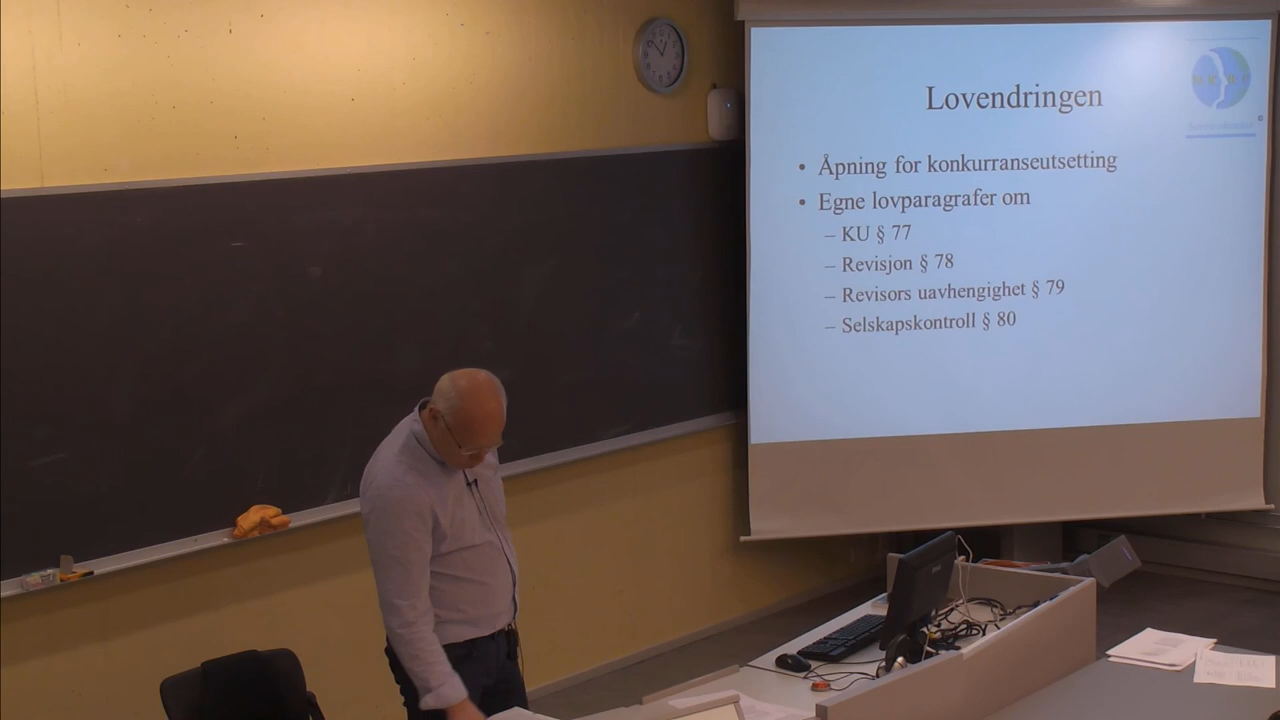 Lovendringen
• Åpning for konkurranseutsetting
• Egne lovparagrafer om
– KU § 77
– Revisjon § 78
– Revisors uavhengighet § 79
– Selskapskontroll § 80